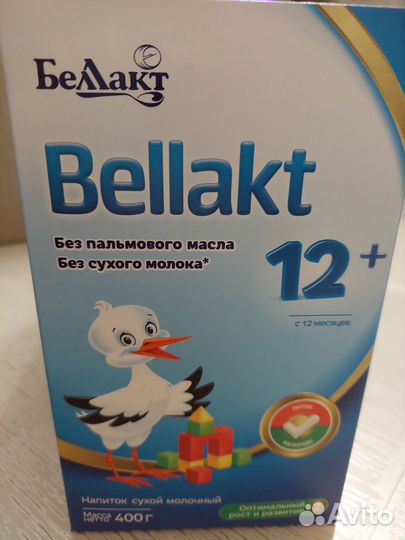 Беллакт
Bellakt
Без пальмового масла
Без сухого молока*
12+
с 12 месяцев
Напиток сухой молочный
Масса
нетто 400 г
Оптимальный
рост и развитие
Avito